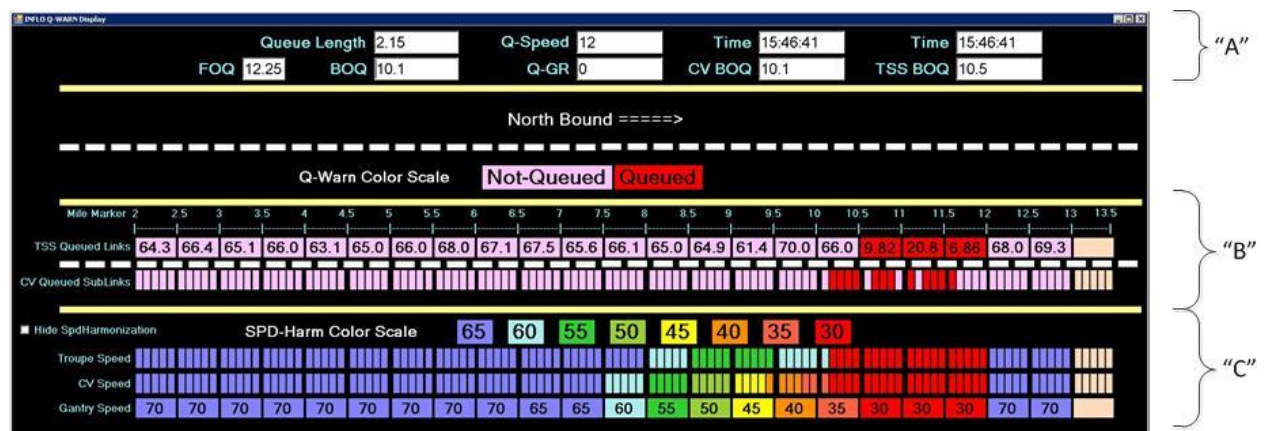 INFLO Q-WARN Display
Queue Length 2.15 Q-Speed 12 Time 15:46:41 Time 15:46:41
FOQ 12.25 BOQ 10.1 Q-GR 0 CV BOQ 10.1 TSS BOQ 10.5
“A”
North Bound =====>
Q-Warn Color Scale Not-Queued Queued
Mile Marker 2 2.5 3 3.5 4 4.5 5 5.5 6 6.5 7 7.5 8 8.5 9 9.5 10 10.5 11 11.5 12 12.5 13 13.5
TSS Queued Links 64.3 66.4 65.1 66.0 63.1 65.0 66.0 68.0 67.1 67.5 65.6 66.1 65.0 64.9 61.4 70.0 66.0 9.82 20.8 6.86 68.0 69.3
“B”
CV Queued SubLinks
Hide SpdHarmonization SPD-Harm Color Scale 65 60 55 50 45 40 35 30
Troupe Speed
“C”
CV Speed
Gantry Speed 70 70 70 70 70 70 70 70 70 65 65 60 55 50 45 40 35 30 30 30 70 70